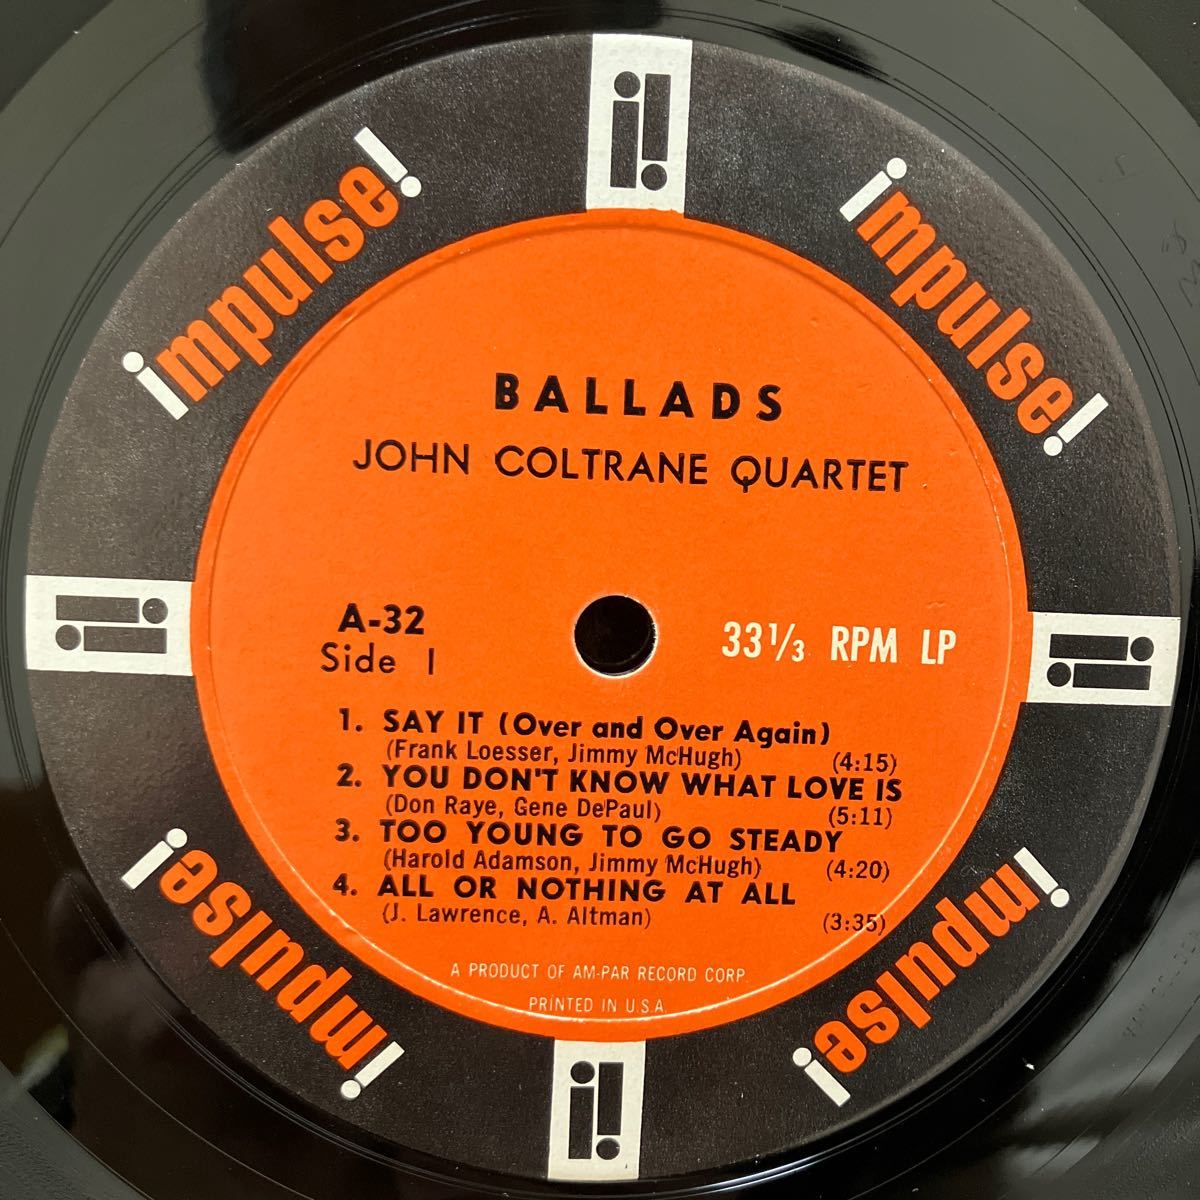 impulse!
impulse!
BALLADS
JOHN COLTRANE QUARTET
A-32
Side 1
33 1/3 RPM LP
1. SAY IT (Over and Over Again)
(Frank Loesser, Jimmy McHugh) (4:15)
2. YOU DON'T KNOW WHAT LOVE IS
(Don Raye, Gene DePaul) (5:11)
3. TOO YOUNG TO GO STEADY
(Harold Adamson, Jimmy McHugh) (4:20)
4. ALL OR NOTHING AT ALL
(J. Lawrence, A. Altman) (3:35)
A PRODUCT OF AM-PAR RECORD CORP.
PRINTED IN U.S.A.
impulse!
impulse!